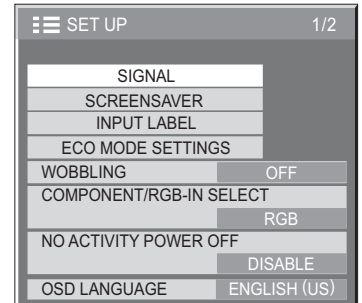 SET UP 1/2
SIGNAL
SCREENSAVER
INPUT LABEL
ECO MODE SETTINGS
WOBBLING OFF
COMPONENT/RGB-IN SELECT
RGB
NO ACTIVITY POWER OFF
DISABLE
OSD LANGUAGE ENGLISH (US)